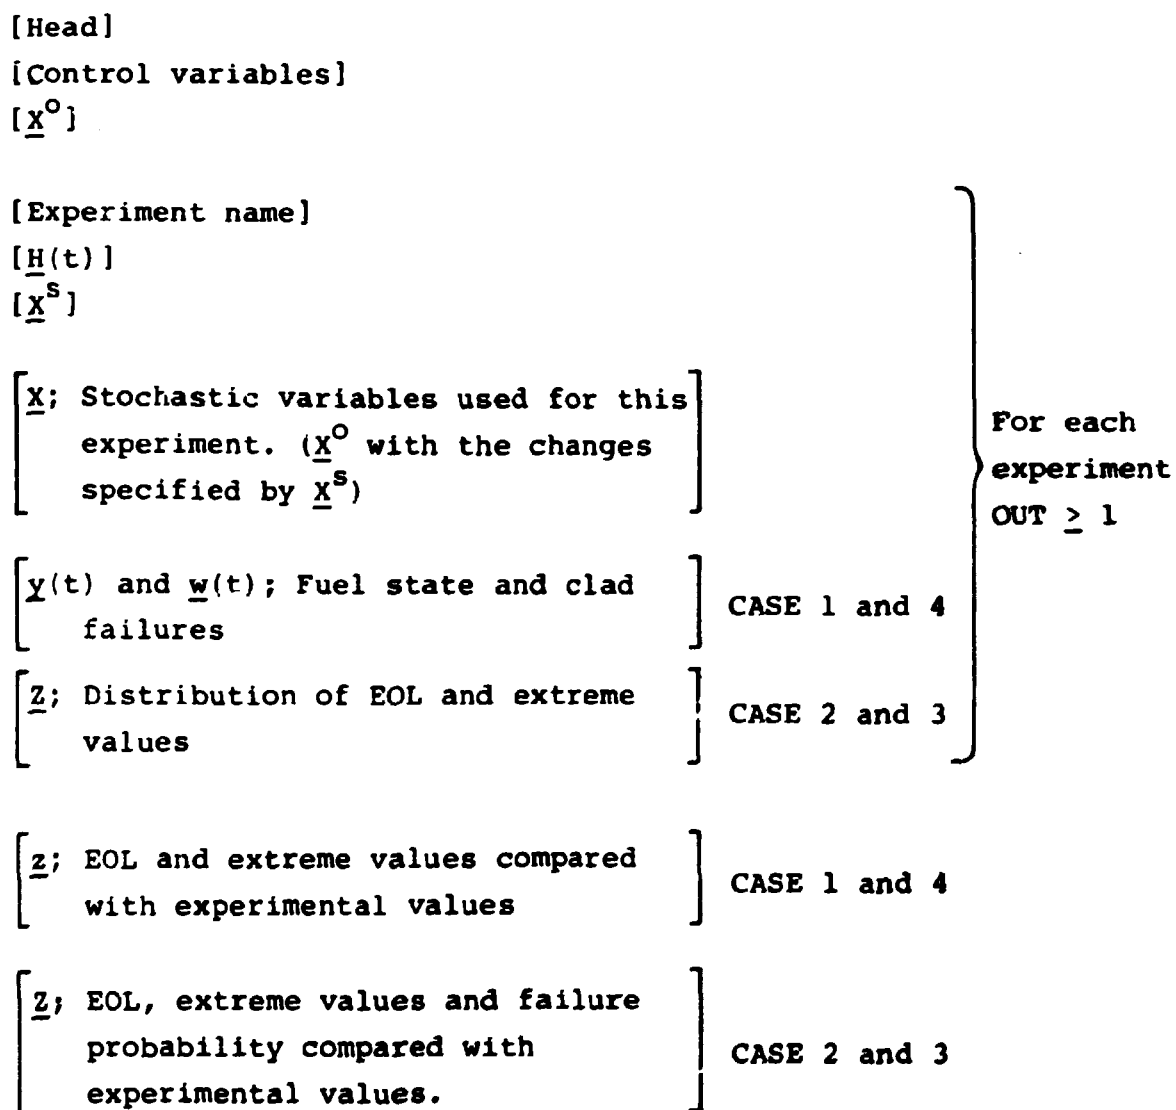 [Head]
[Control variables]
[X^O]
[Experiment name]
[H(t)]
[X^S]
X; Stochastic variables used for this
experiment. (X^O with the changes
specified by X^S)
For each
experiment
OUT ≥ 1
y(t) and w(t); Fuel state and clad
failures
CASE 1 and 4
Z; Distribution of EOL and extreme
values
CASE 2 and 3
z; EOL and extreme values compared
with experimental values
CASE 1 and 4
Z; EOL, extreme values and failure
probability compared with
experimental values.
CASE 2 and 3